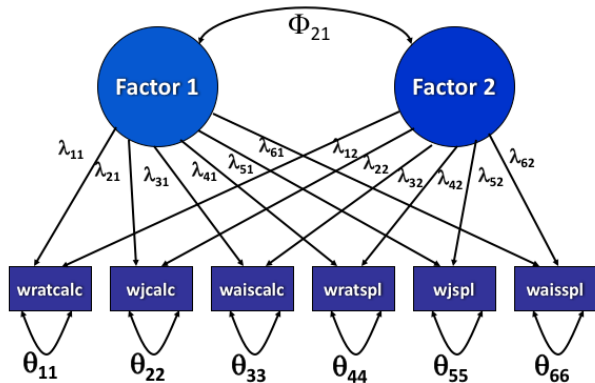 Φ21
Factor 1 Factor 2
λ11 λ21 λ31 λ41 λ51 λ61 λ12 λ22 λ32 λ42 λ52 λ62
wratcalc wjcalc waiscalc wratspl wjspl waisspl
θ11 θ22 θ33 θ44 θ55 θ66